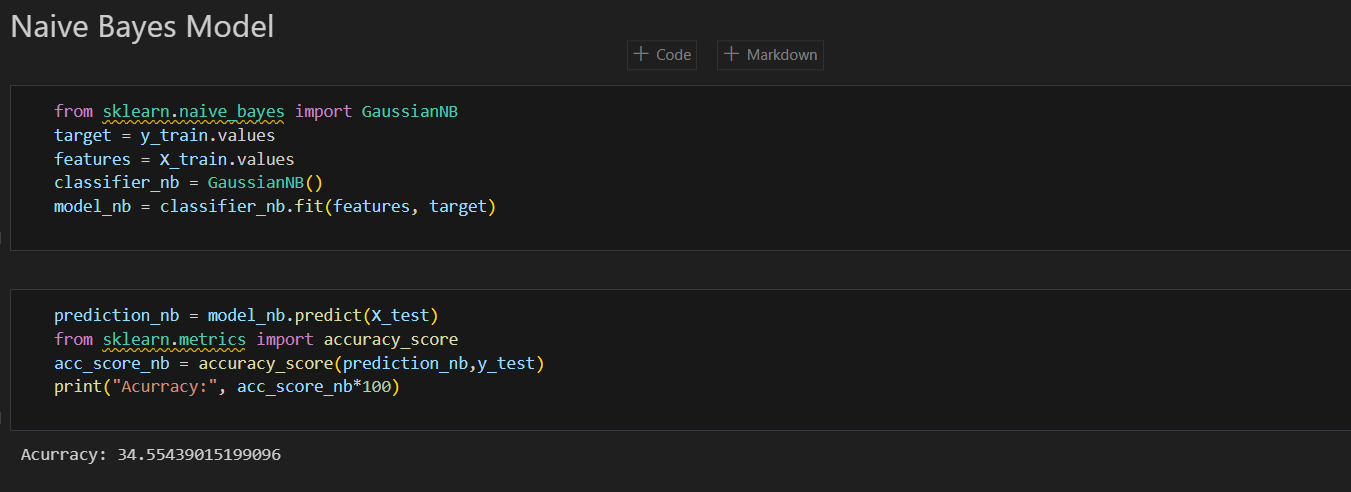 Naive Bayes Model
+ Code + Markdown
from sklearn.naive_bayes import GaussianNB
target = y_train.values
features = X_train.values
classifier_nb = GaussianNB()
model_nb = classifier_nb.fit(features, target)
prediction_nb = model_nb.predict(X_test)
from sklearn.metrics import accuracy_score
acc_score_nb = accuracy_score(prediction_nb,y_test)
print("Acurracy:", acc_score_nb*100)
Acurracy: 34.55439015199096